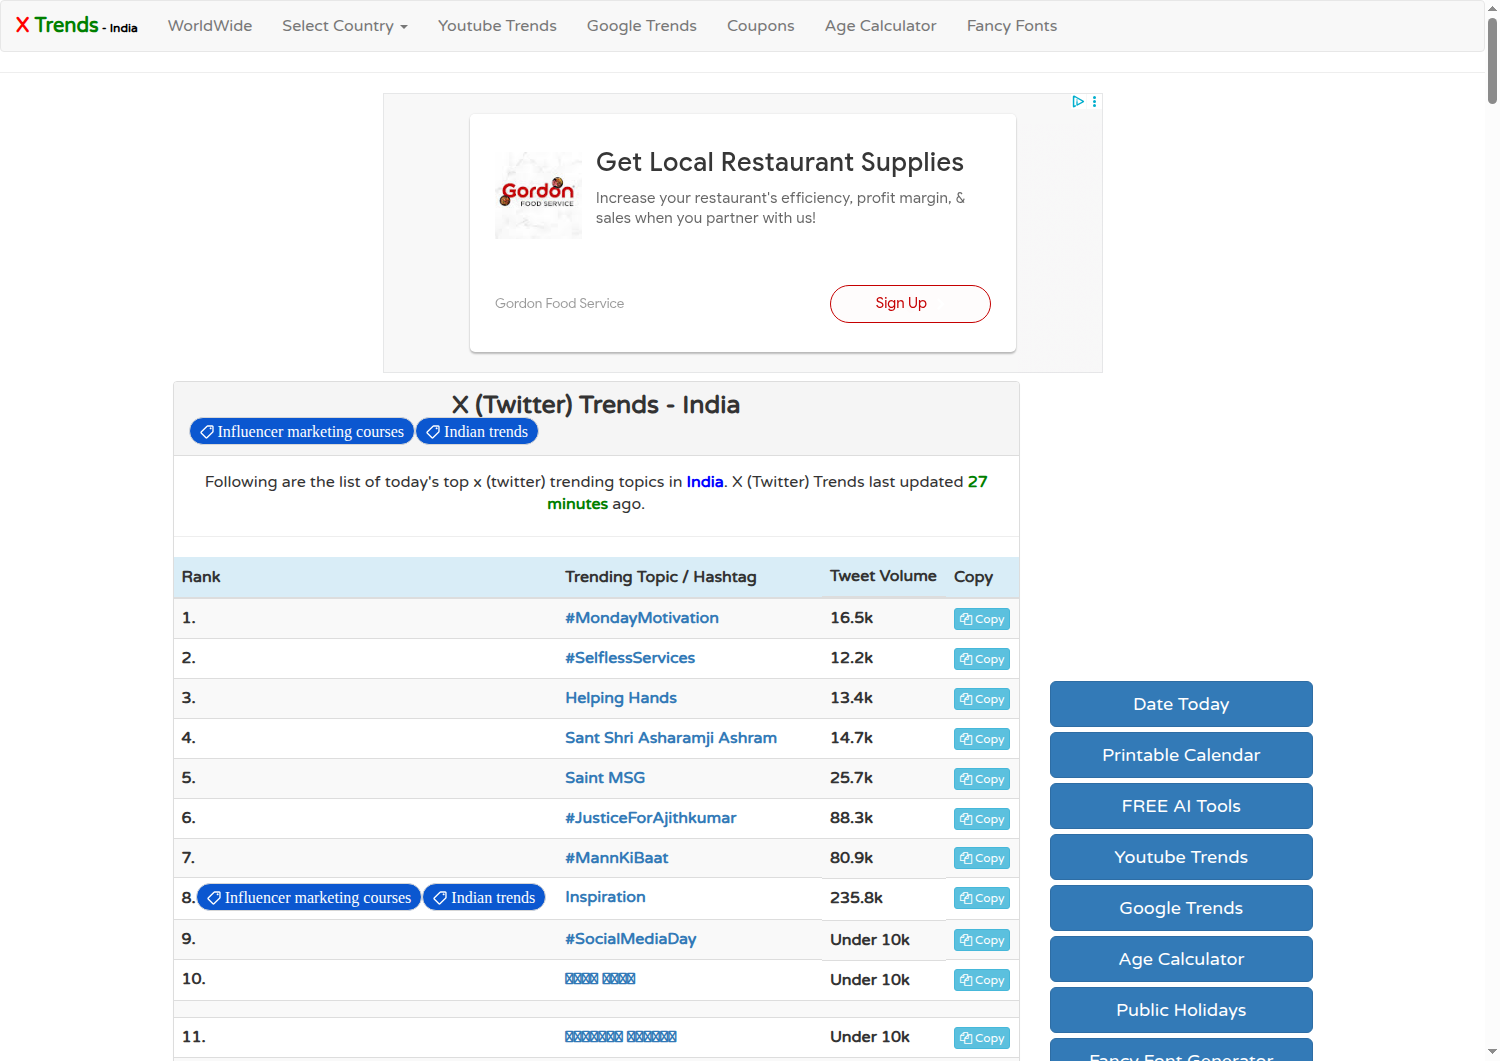 X Trends - India WorldWide Select Country Youtube Trends Google Trends Coupons Age Calculator Fancy Fonts
Get Local Restaurant Supplies
Increase your restaurant's efficiency, profit margin, &
sales when you partner with us!
Gordon
FOOD SERVICE
Gordon Food Service
Sign Up
X (Twitter) Trends - India
Influencer marketing courses Indian trends
Following are the list of today's top x (twitter) trending topics in India. X (Twitter) Trends last updated 27
minutes ago.
Rank Trending Topic / Hashtag Tweet Volume Copy
1. #MondayMotivation 16.5k Copy
2. #SelflessServices 12.2k Copy
3. Helping Hands 13.4k Copy
4. Sant Shri Asharamji Ashram 14.7k Copy
5. Saint MSG 25.7k Copy
6. #JusticeForAjithkumar 88.3k Copy
7. #MannKiBaat 80.9k Copy
8. Influencer marketing courses Indian trends Inspiration 235.8k Copy
9. #SocialMediaDay Under 10k Copy
10. Under 10k Copy
11. Under 10k Copy
Date Today
Printable Calendar
FREE AI Tools
Youtube Trends
Google Trends
Age Calculator
Public Holidays
Fancy Font Generator